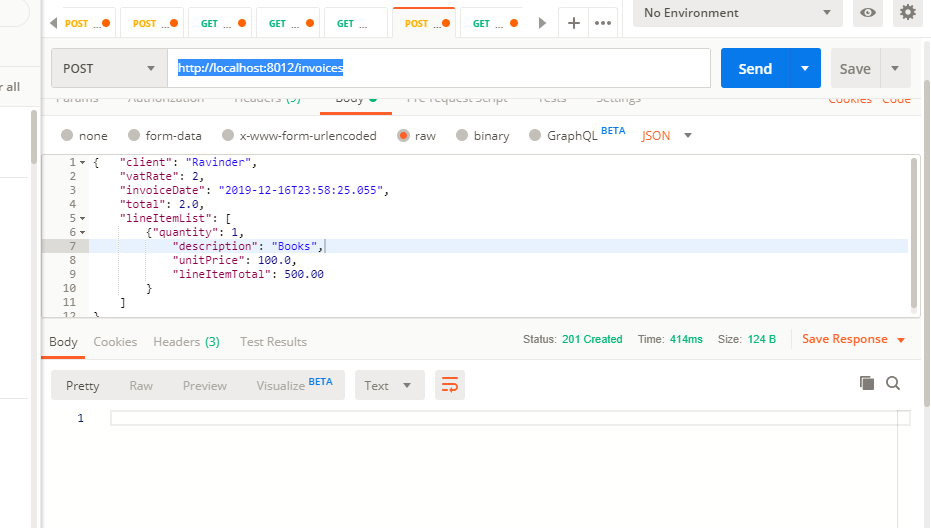 POST ... POST ... GET ... GET ... GET ... POST ... GET ... + ••• No Environment
POST http://localhost:8012/invoices Send Save
r all
Params Authorization Headers (9) Body Pre-request Script Tests Settings Cookies Code
none form-data x-www-form-urlencoded raw binary GraphQL BETA JSON
1 { "client": "Ravinder",
2 "vatRate": 2,
3 "invoiceDate": "2019-12-16T23:58:25.055",
4 "total": 2.0,
5 "lineItemList": [
6 {"quantity": 1,
7 "description": "Books",
8 "unitPrice": 100.0,
9 "lineItemTotal": 500.00
10 }
11 ]
12 }
Body Cookies Headers (3) Test Results Status: 201 Created Time: 414ms Size: 124 B Save Response
Pretty Raw Preview Visualize BETA Text
1